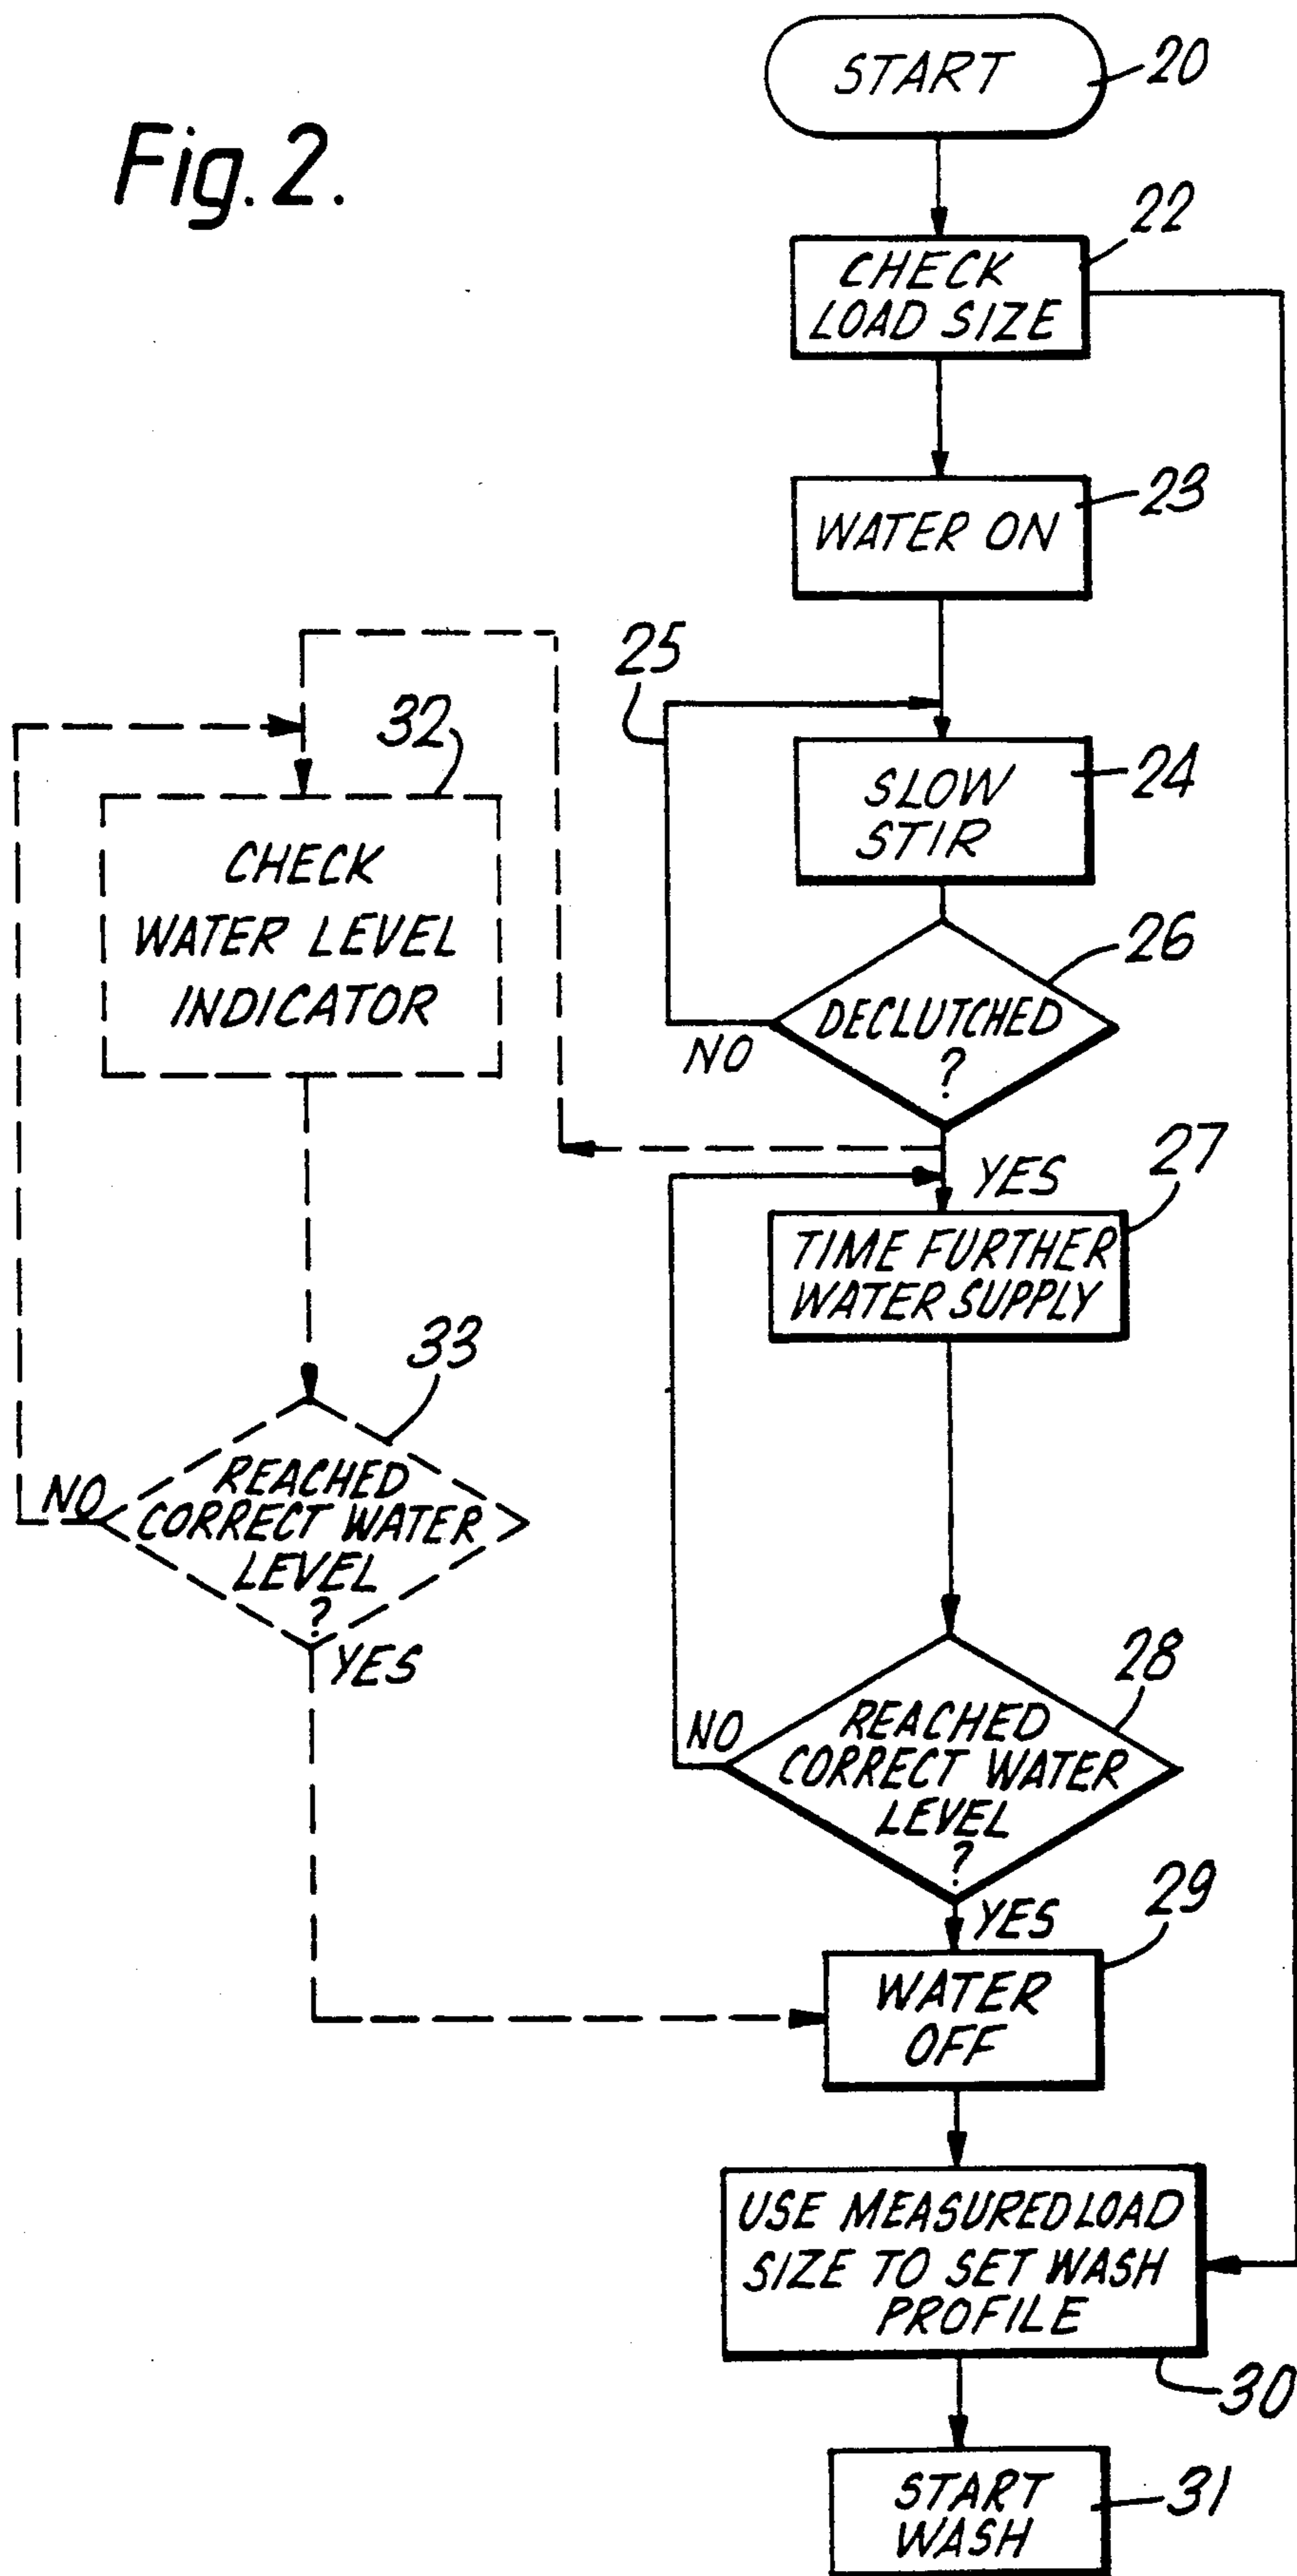 Fig. 2.
START
20
22
CHECK
LOAD SIZE
23
WATER ON
25
24
SLOW
STIR
26
DECLUTCHED
?
NO
YES
27
TIME FURTHER
WATER SUPPLY
32
CHECK
WATER LEVEL
INDICATOR
33
REACHED
CORRECT WATER
LEVEL
?
NO
YES
28
REACHED
CORRECT WATER
LEVEL
?
NO
YES
29
WATER
OFF
USE MEASURED LOAD
SIZE TO SET WASH
PROFILE
30
START
WASH
31